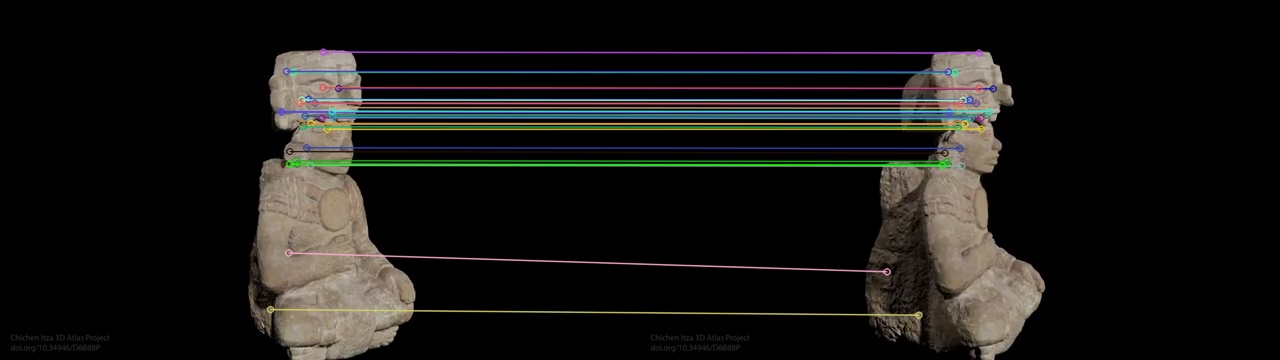 Chichen Itza 3D Atlas Project
doi.org/10.34946/D6B88P
Chichen Itza 3D Atlas Project
doi.org/10.34946/D6B88P